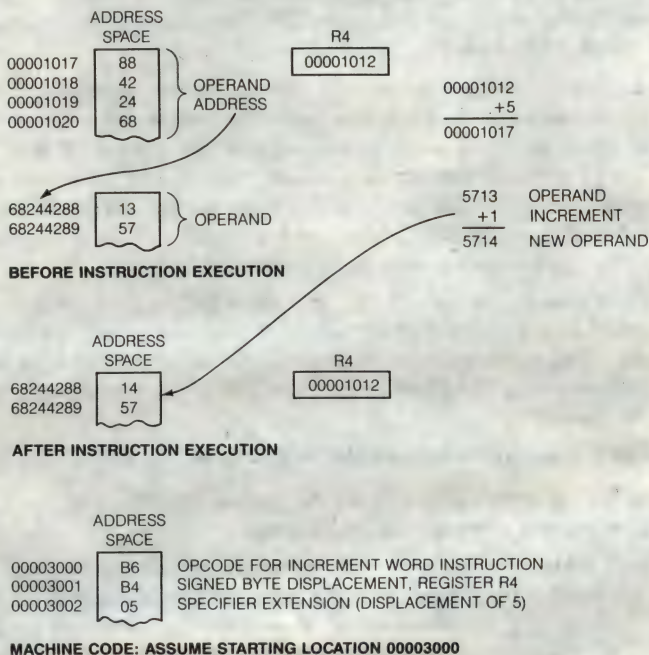 ADDRESS
SPACE
R4
00001017 88
00001012
00001018 42
00001019 24
00001020 68
OPERAND
ADDRESS
00001012
+5
00001017
68244288 13
68244289 57
OPERAND
5713 OPERAND
+1 INCREMENT
5714 NEW OPERAND
BEFORE INSTRUCTION EXECUTION
ADDRESS
SPACE
R4
68244288 14
68244289 57
00001012
AFTER INSTRUCTION EXECUTION
ADDRESS
SPACE
00003000 B6 OPCODE FOR INCREMENT WORD INSTRUCTION
00003001 B4 SIGNED BYTE DISPLACEMENT, REGISTER R4
00003002 05 SPECIFIER EXTENSION (DISPLACEMENT OF 5)
MACHINE CODE: ASSUME STARTING LOCATION 00003000